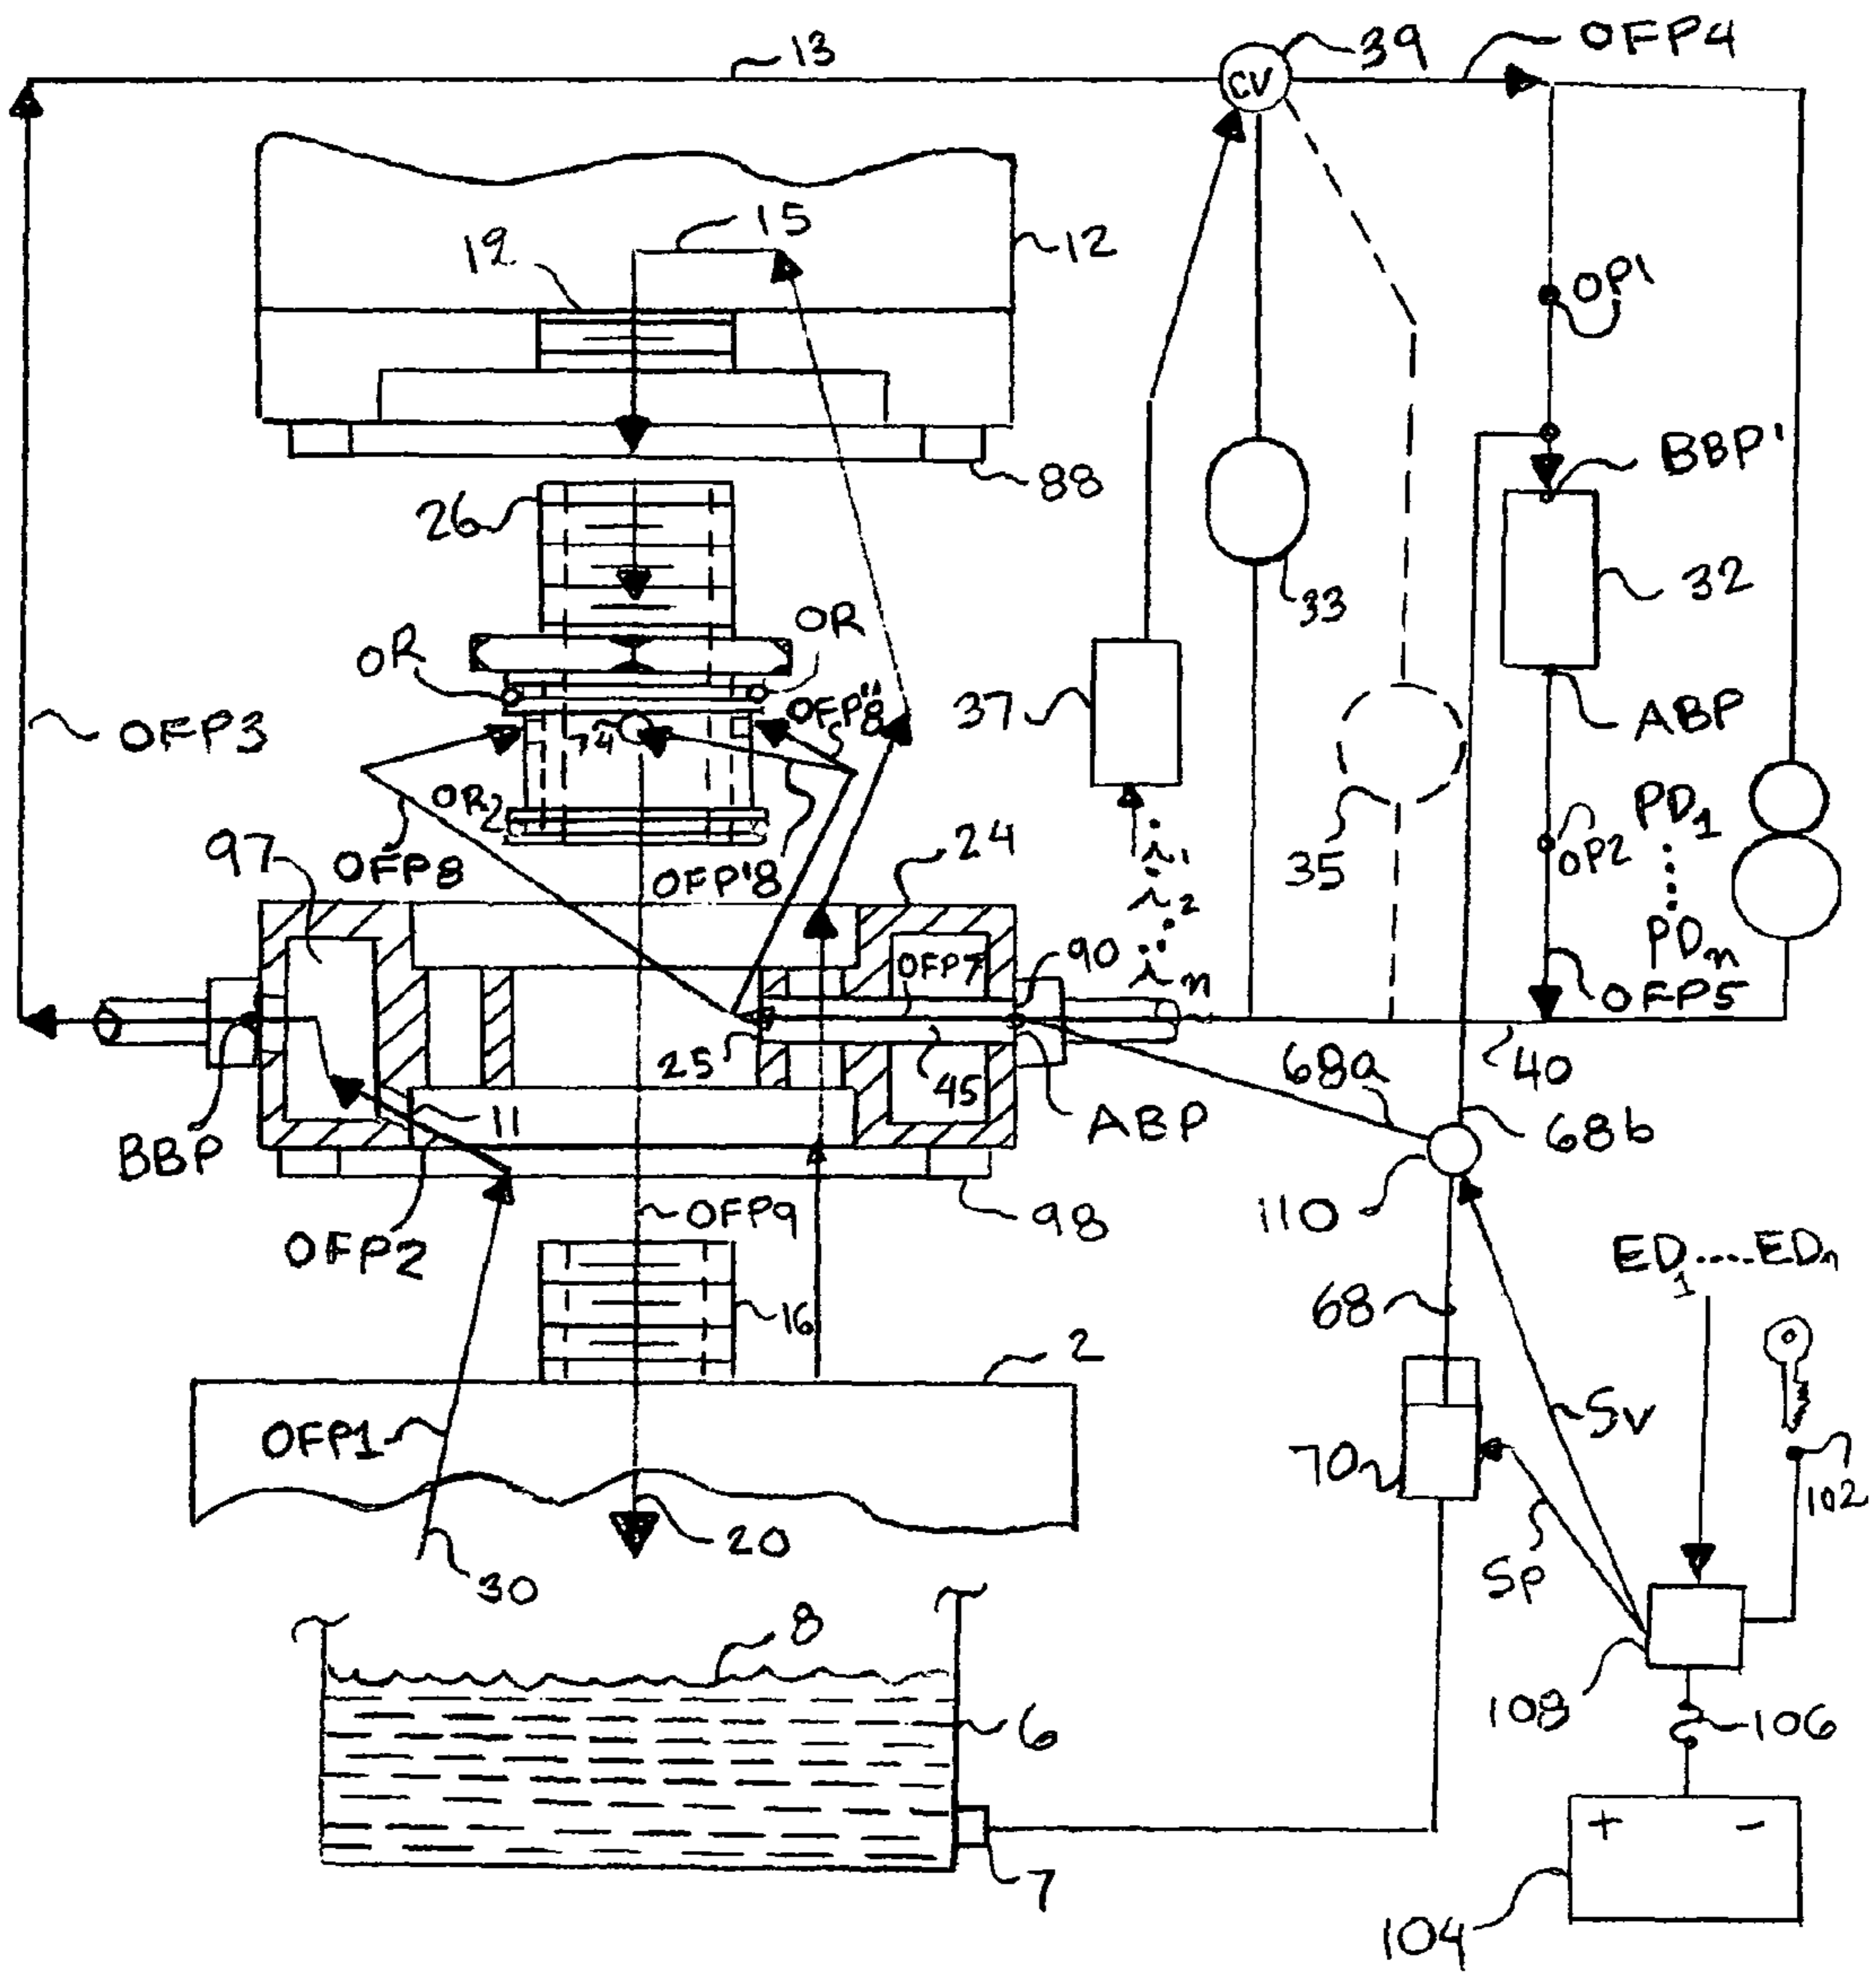 13
39
OFP4
CV
15
12
19
OP1
BBP'
88
26
32
33
OR
OR
OFP"8
37
ABP
OFP3
74
OR2
PD1
35
OP2
97
24
OFP8
OFP'8
i1
i2
in
PDn
OFP7
90
OFP5
25
45
68a
40
11
ABP
68b
BBP
OFP9
98
110
OFP2
ED1.....EDn
16
68
2
OFP1
Sv
70
102
20
30
Sp
8
108
6
106
+ -
7
104